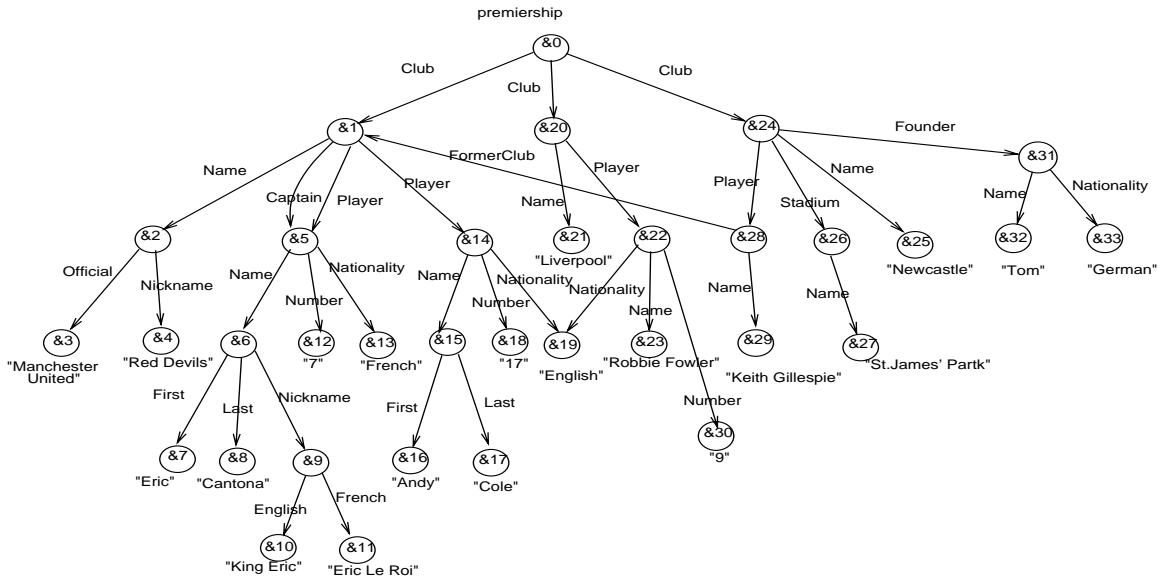 premiership
&0
Club
Club
Club
&1
&20
&24
Founder
&31
Name
Captain
Player
Player
FormerClub
Name
Player
Player
Stadium
Name
Name
Nationality
&2
&5
&14
&21
"Liverpool"
&22
&28
&26
&25
"Newcastle"
&32
"Tom"
&33
"German"
Official
Nickname
Name
Number
Nationality
Name
Number
Nationality
Nationality
Name
Number
Name
Name
&3
"Manchester
United"
&4
"Red Devils"
&6
&12
"7"
&13
"French"
&15
&18
"17"
&19
"English"
&23
"Robbie Fowler"
&29
"Keith Gillespie"
&27
"St.James' Partk"
First
Last
Nickname
First
Last
&30
"9"
&7
"Eric"
&8
"Cantona"
&9
&16
"Andy"
&17
"Cole"
English
French
&10
"King Eric"
&11
"Eric Le Roi"